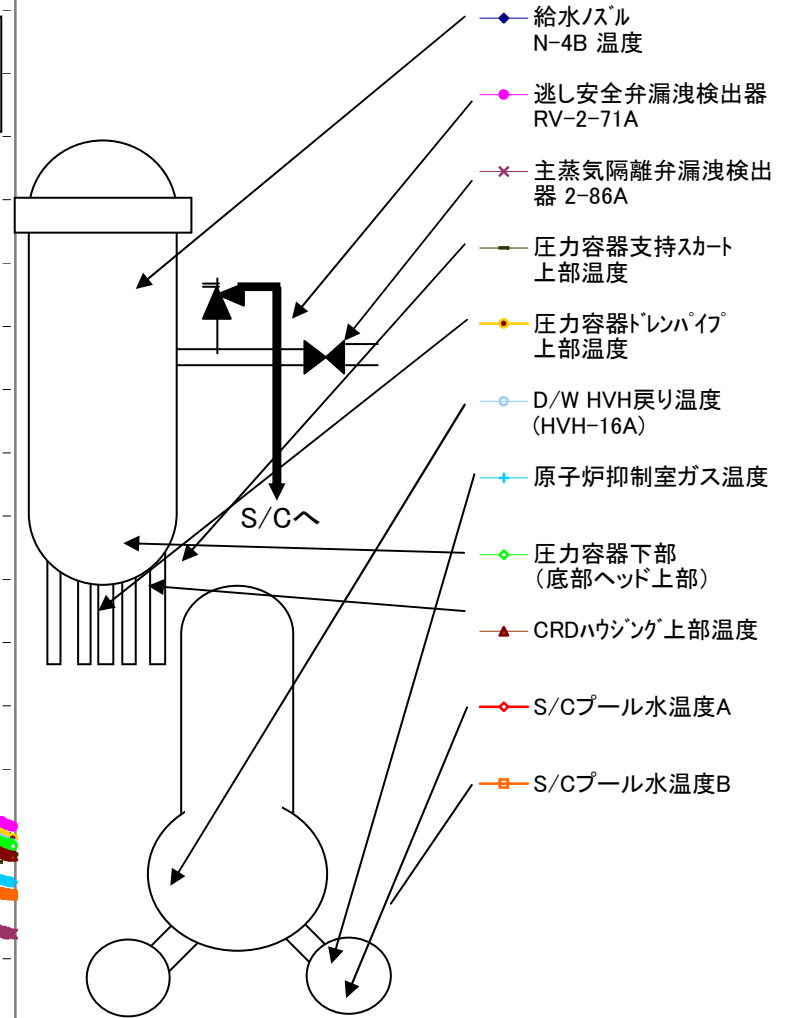 給水ﾉｽﾞﾙ
N-4B 温度
逃し安全弁漏洩検出器
RV-2-71A
主蒸気隔離弁漏洩検出
器 2-86A
圧力容器支持ｽｶｰﾄ
上部温度
圧力容器ﾄﾞﾚﾝﾊﾟｲﾌﾟ
上部温度
D/W HVH戻り温度
(HVH-16A)
原子炉抑制室ガス温度
S/Cへ
圧力容器下部
（底部ヘッド上部）
CRDﾊｳｼﾞﾝｸﾞ上部温度
S/Cプール水温度A
S/Cプール水温度B